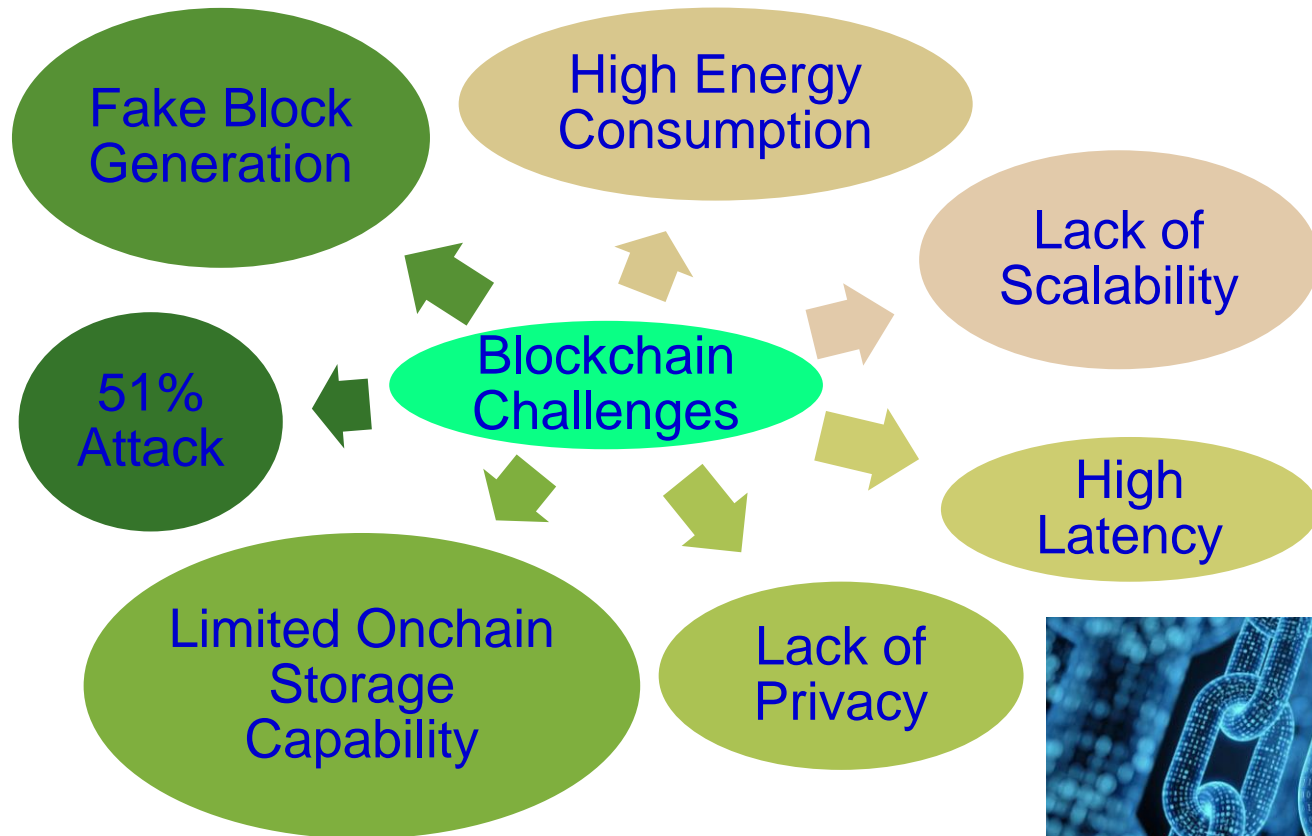 Fake Block
Generation
High Energy
Consumption
Lack of
Scalability
Blockchain
Challenges
51%
Attack
High
Latency
Limited Onchain
Storage
Capability
Lack of
Privacy